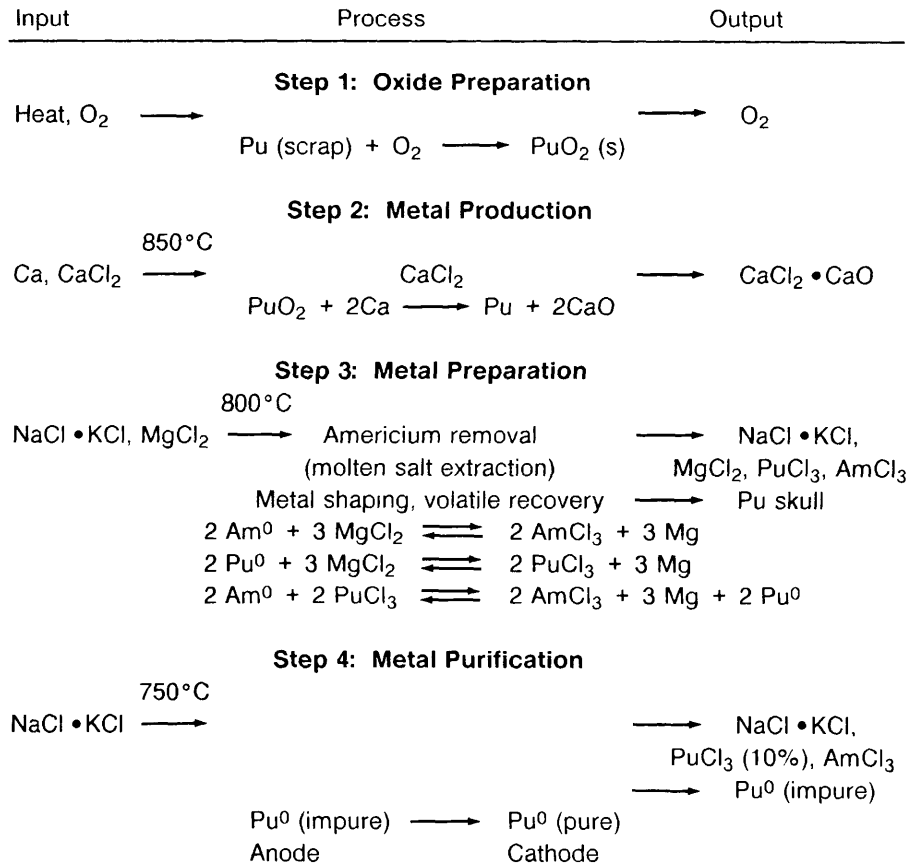 Input Process Output
Step 1: Oxide Preparation
Heat, O₂ ⟶ ⟶ O₂
Pu (scrap) + O₂ ⟶ PuO₂ (s)
Step 2: Metal Production
850°C
Ca, CaCl₂ ⟶ CaCl₂ ⟶ CaCl₂ • CaO
PuO₂ + 2Ca ⟶ Pu + 2CaO
Step 3: Metal Preparation
800°C
NaCl • KCl, MgCl₂ ⟶ Americium removal ⟶ NaCl • KCl,
(molten salt extraction) MgCl₂, PuCl₃, AmCl₃
Metal shaping, volatile recovery ⟶ Pu skull
2 Am⁰ + 3 MgCl₂ ⇌ 2 AmCl₃ + 3 Mg
2 Pu⁰ + 3 MgCl₂ ⇌ 2 PuCl₃ + 3 Mg
2 Am⁰ + 2 PuCl₃ ⇌ 2 AmCl₃ + 3 Mg + 2 Pu⁰
Step 4: Metal Purification
750°C
NaCl • KCl ⟶ ⟶ NaCl • KCl,
PuCl₃ (10%), AmCl₃
⟶ Pu⁰ (impure)
Pu⁰ (impure) ⟶ Pu⁰ (pure)
Anode Cathode